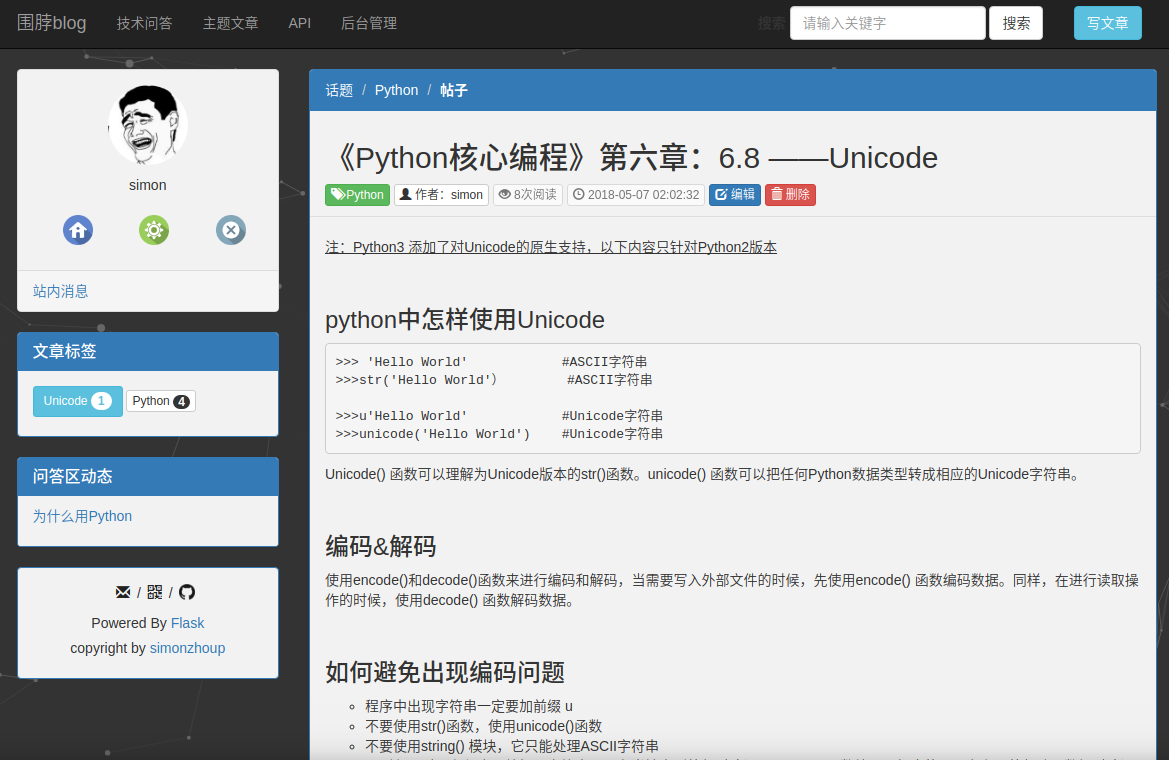 围脖blog 技术问答 主题文章 API 后台管理 搜索 请输入关键字 搜索 写文章
simon
站内消息
文章标签
Unicode 1 Python 4
问答区动态
为什么用Python
/ /
Powered By Flask
copyright by simonzhoup
话题 / Python / 帖子
《Python核心编程》第六章：6.8 ——Unicode
Python 作者：simon 8次阅读 2018-05-07 02:02:32 编辑 删除
注：Python3 添加了对Unicode的原生支持，以下内容只针对Python2版本
python中怎样使用Unicode
>>> 'Hello World' #ASCII字符串
>>>str('Hello World'） #ASCII字符串
>>>u'Hello World' #Unicode字符串
>>>unicode('Hello World') #Unicode字符串
Unicode() 函数可以理解为Unicode版本的str()函数。unicode() 函数可以把任何Python数据类型转成相应的Unicode字符串。
编码&解码
使用encode()和decode()函数来进行编码和解码，当需要写入外部文件的时候，先使用encode() 函数编码数据。同样，在进行读取操
作的时候，使用decode() 函数解码数据。
如何避免出现编码问题
程序中出现字符串一定要加前缀 u
不要使用str()函数，使用unicode()函数
不要使用string() 模块，它只能处理ASCII字符串